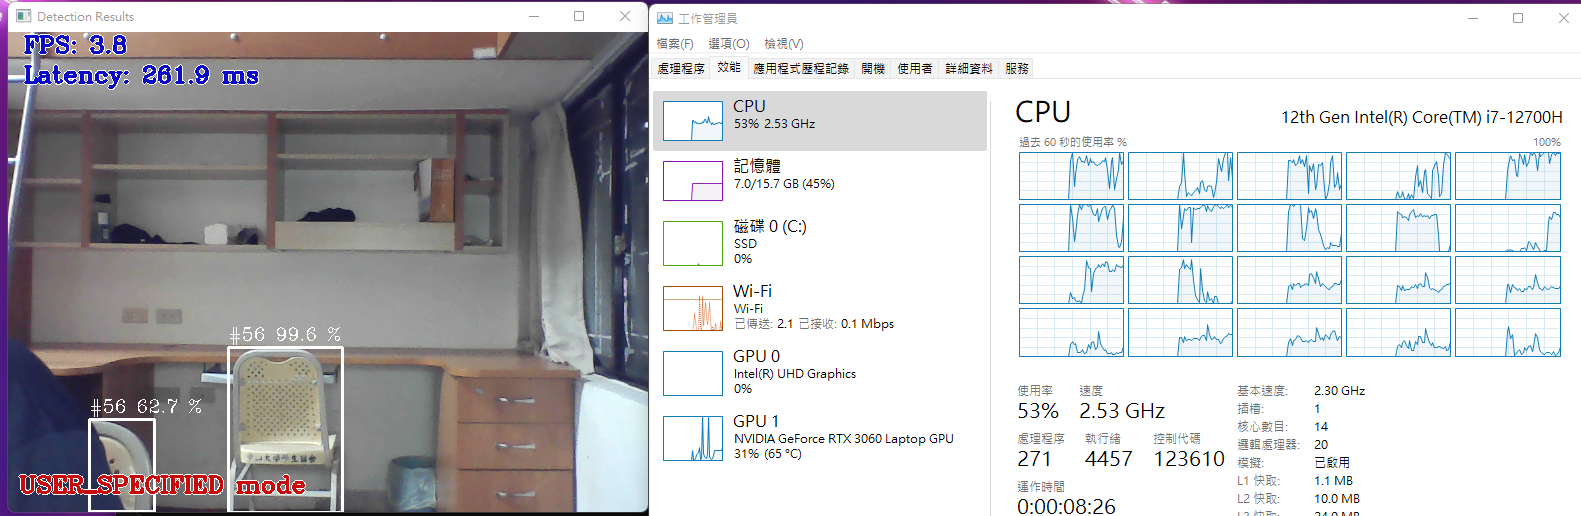 Detection Results
FPS: 3.8
Latency: 261.9 ms
#56 99.6 %
#56 62.7 %
USER_SPECIFIED mode
工作管理員
檔案(F) 選項(O) 檢視(V)
處理程序 效能 應用程式歷程記錄 開機 使用者 詳細資料 服務
CPU
53% 2.53 GHz
記憶體
7.0/15.7 GB (45%)
磁碟 0 (C:)
SSD
0%
Wi-Fi
Wi-Fi
已傳送: 2.1 已接收: 0.1 Mbps
GPU 0
Intel(R) UHD Graphics
0%
GPU 1
NVIDIA GeForce RTX 3060 Laptop GPU
31% (65 °C)
CPU 12th Gen Intel(R) Core(TM) i7-12700H
過去 60 秒的使用率 % 100%
使用率 速度
53% 2.53 GHz
處理程序 執行緒 控制代碼
271 4457 123610
運作時間
0:00:08:26
基本速度: 2.30 GHz
插槽: 1
核心數目: 14
邏輯處理器: 20
模擬: 已啟用
L1 快取: 1.1 MB
L2 快取: 10.0 MB
L3 快取: 24.0 MB